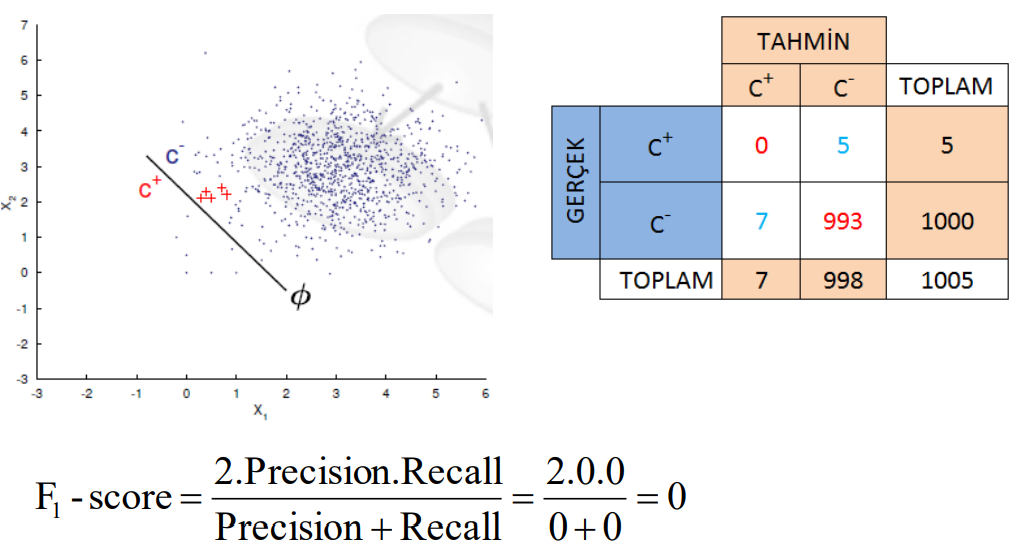 7
6
5
4
3
2
1
0
-1
-2
-3
-3 -2 -1 0 1 2 3 4 5 6
X₂
X₁
C⁻
C⁺
ϕ
TAHMİN
C⁺ C⁻ TOPLAM
GERÇEK
C⁺ 0 5 5
C⁻ 7 993 1000
TOPLAM 7 998 1005
F₁ - score = 2.Precision.Recall / Precision + Recall = 2.0.0 / 0 + 0 = 0